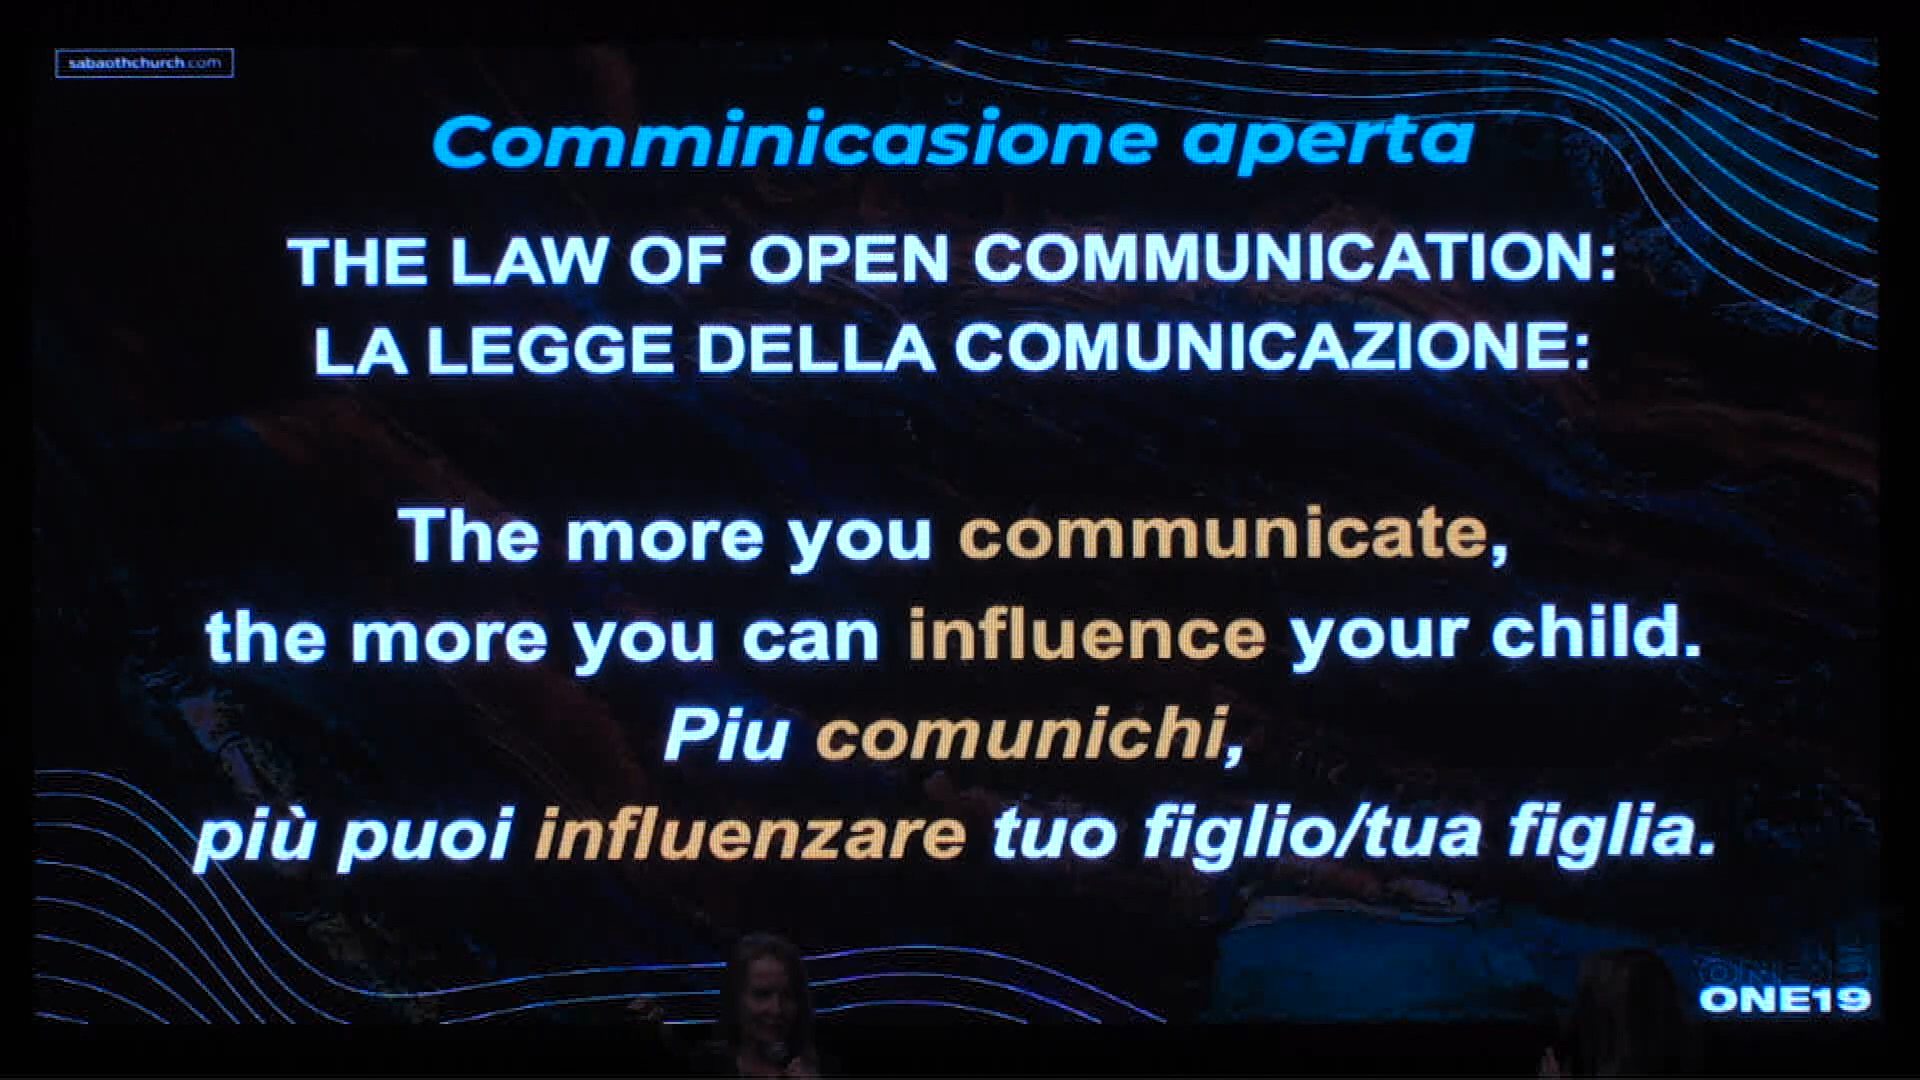 sabaothchurch.com
Comminicasione aperta
THE LAW OF OPEN COMMUNICATION:
LA LEGGE DELLA COMUNICAZIONE:
The more you communicate,
the more you can influence your child.
Piu comunichi,
più puoi influenzare tuo figlio/tua figlia.
ONE19
ONE19